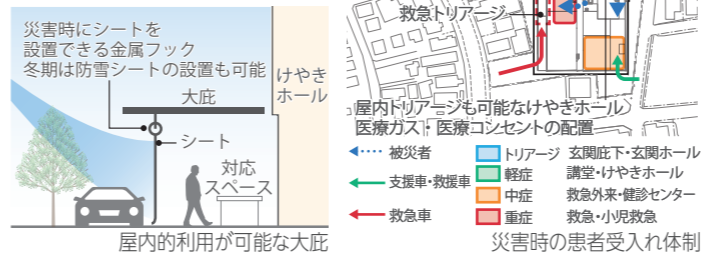 災害時にシートを
設置できる金属フック
冬期は防雪シートの設置も可能
けやき
ホール
大庇
シート
対応
スペース
屋内的利用が可能な大庇
救急トリアージ
屋内トリアージも可能なけやきホール
医療ガス・医療コンセントの配置
被災者
支援車・救援車
救急車
トリアージ 玄関庇下・玄関ホール
軽症 講堂・けやきホール
中症 救急外来・健診センター
重症 救急・小児救急
災害時の患者受入れ体制